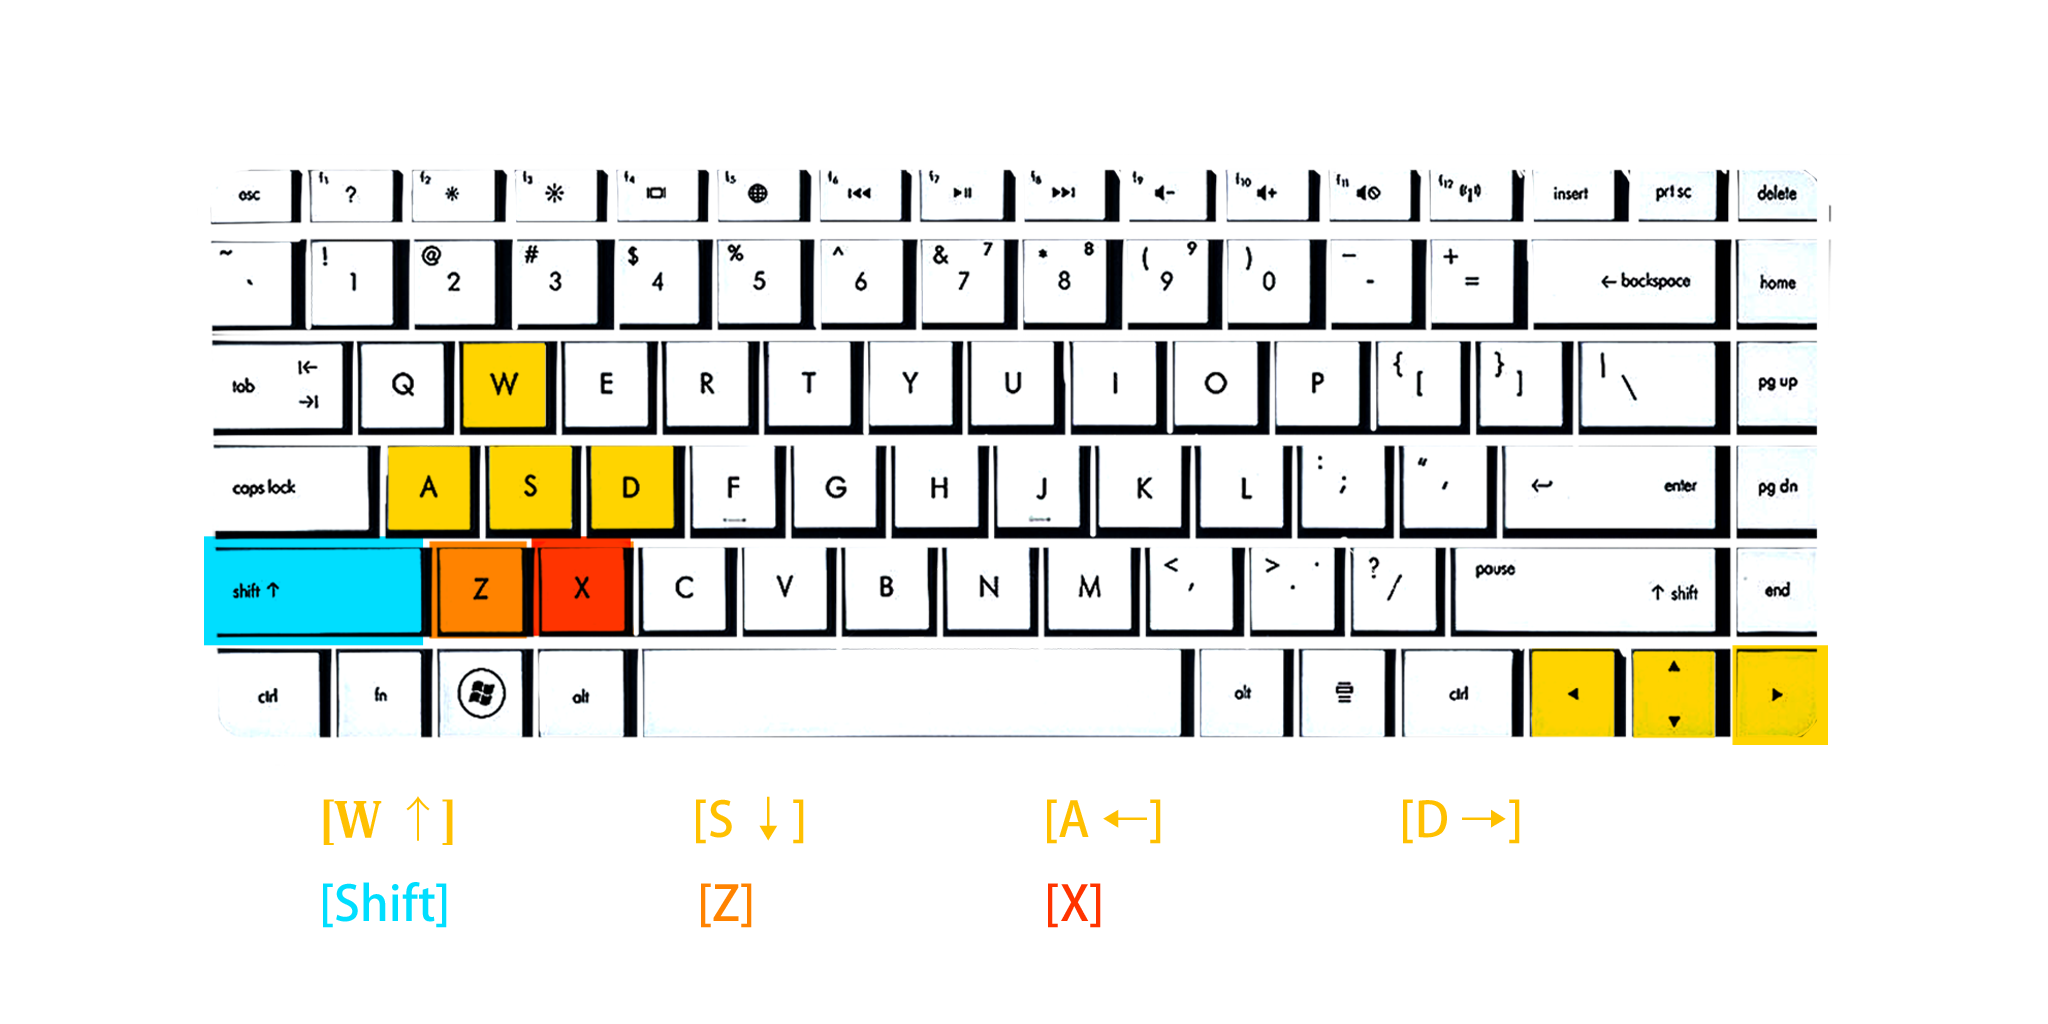 esc f1 ? f2 f3 f4 f5 f6 f7 f8 f9 - f10 + f11 f12 insert prt sc delete
~ ` ! 1 @ 2 # 3 $ 4 % 5 ^ 6 & 7 7 * 8 8 ( 9 9 ) 0 – - + = ← backspace home
tab |← →| Q W E R T Y U I O P { [ } ] | \ pg up
caps lock A S D F G H J K L : ; “ ‘ ↵ enter pg dn
shift ↑ Z X C V B N M < , > . ? / pause ↑ shift end
ctrl fn alt alt ctrl ◀ ▲ ▼ ▶
[W ↑] [S ↓] [A ←] [D →]
[Shift] [Z] [X]